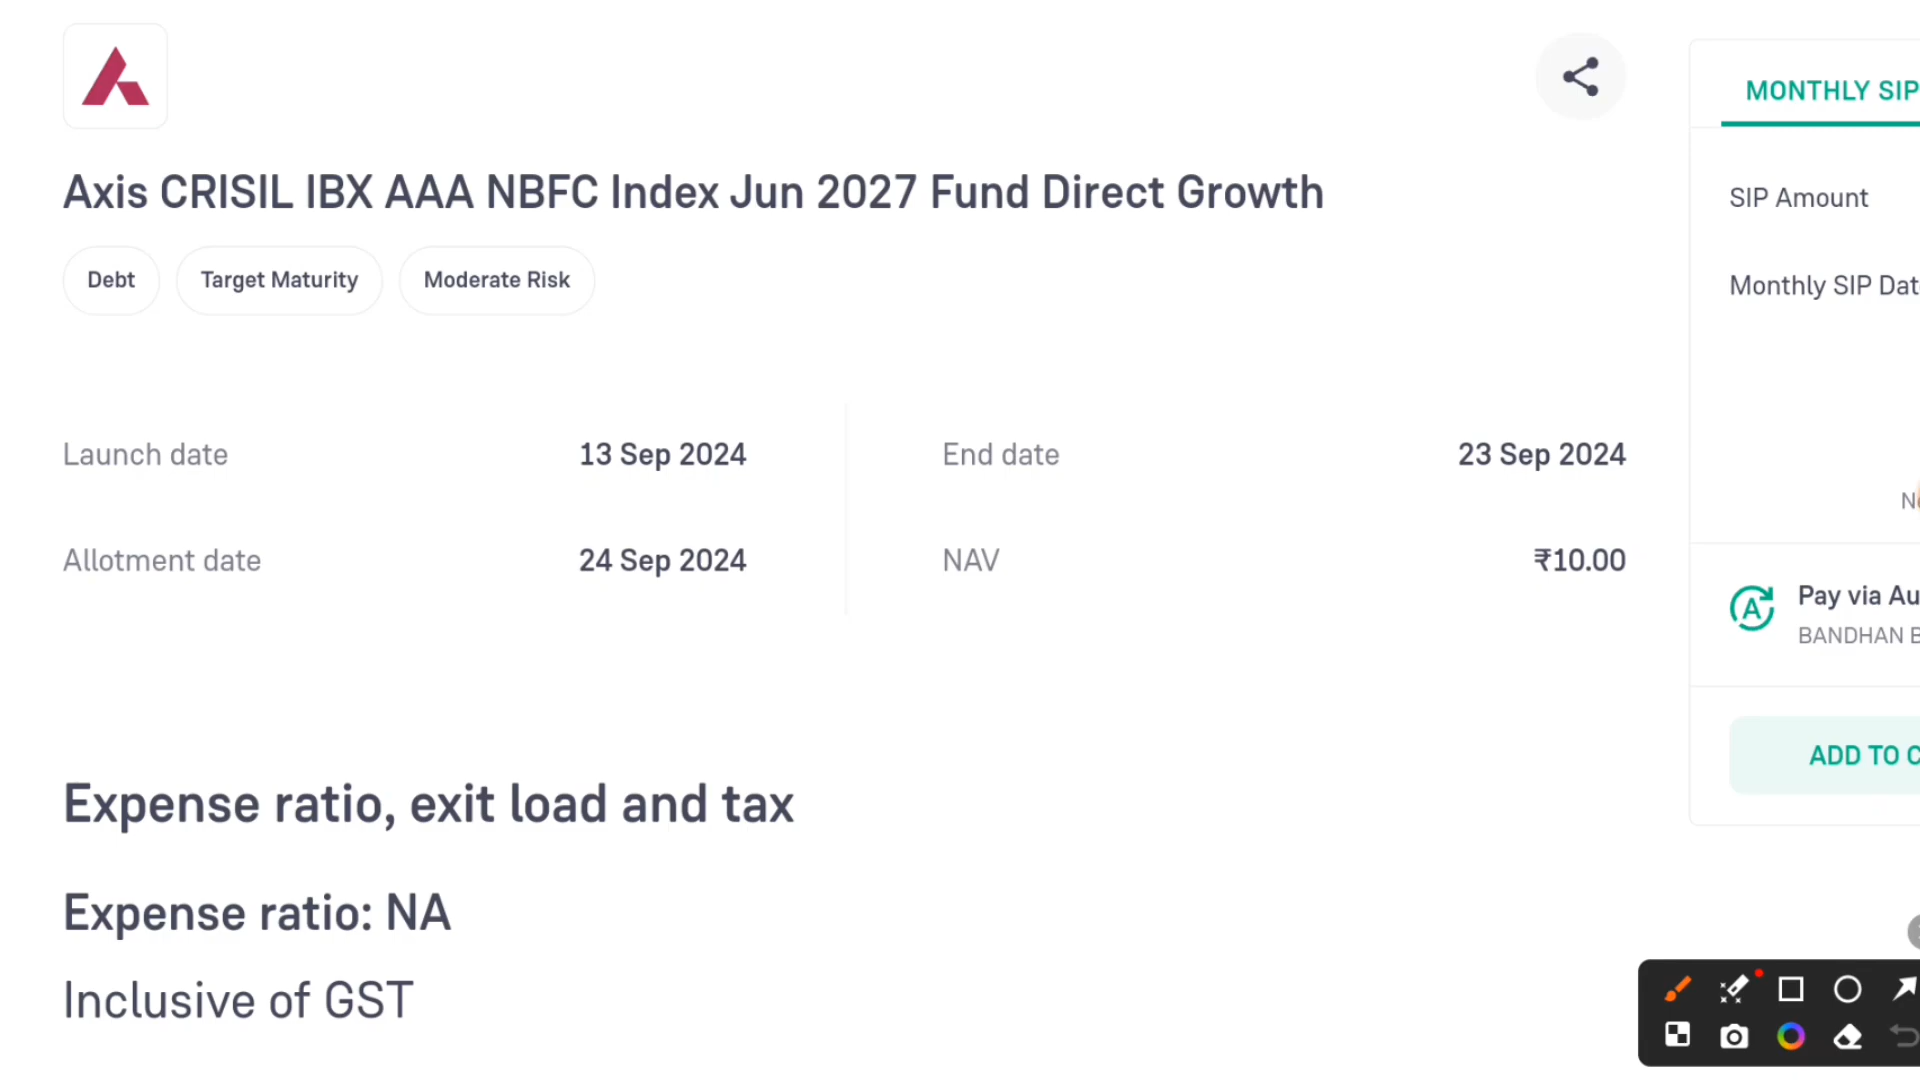 MONTHLY SIP
Axis CRISIL IBX AAA NBFC Index Jun 2027 Fund Direct Growth
SIP Amount
Debt
Target Maturity
Moderate Risk
Monthly SIP Dat
Launch date
13 Sep 2024
End date
23 Sep 2024
Allotment date
24 Sep 2024
NAV
₹10.00
Pay via Au
BANDHAN B
ADD TO C
Expense ratio, exit load and tax
Expense ratio: NA
Inclusive of GST